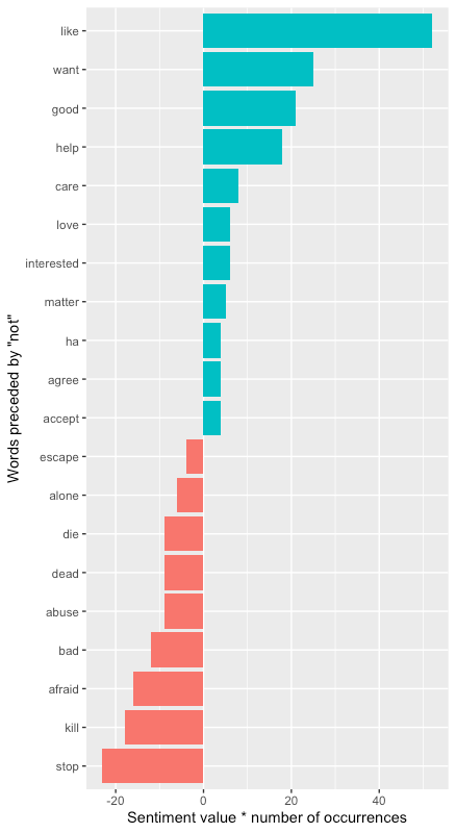 like
want
good
help
care
love
interested
matter
ha
agree
accept
escape
alone
die
dead
abuse
bad
afraid
kill
stop
Words preceded by "not"
-20 0 20 40
Sentiment value * number of occurrences